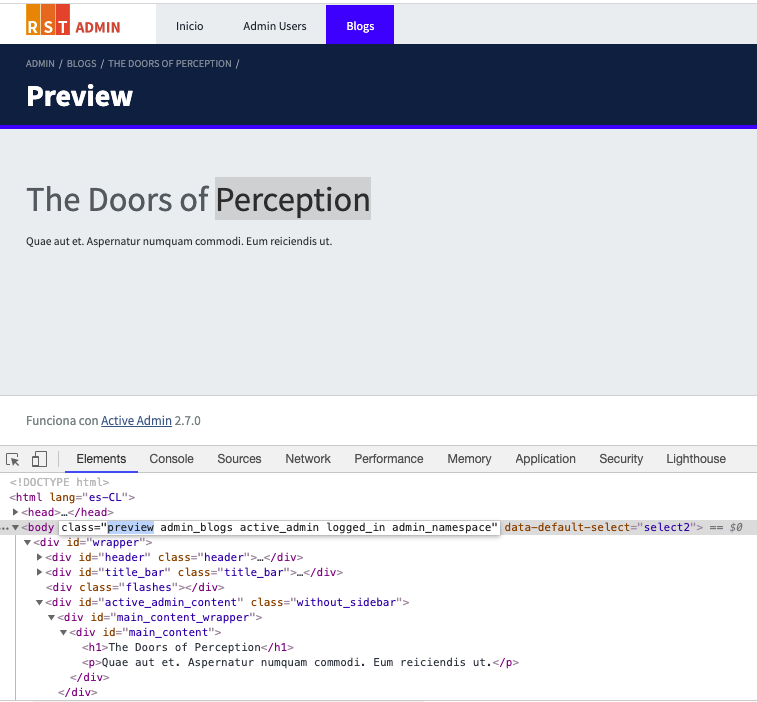 RST ADMIN Inicio Admin Users Blogs
ADMIN / BLOGS / THE DOORS OF PERCEPTION /
Preview
The Doors of Perception
Quae aut et. Aspernatur numquam commodi. Eum reiciendis ut.
Funciona con Active Admin 2.7.0
Elements Console Sources Network Performance Memory Application Security Lighthouse
<!DOCTYPE html>
<html lang="es-CL">
<head>…</head>
<body class="preview admin_blogs active_admin logged_in admin_namespace" data-default-select="select2"> == $0
<div id="wrapper">
<div id="header" class="header">…</div>
<div id="title_bar" class="title_bar">…</div>
<div class="flashes"></div>
<div id="active_admin_content" class="without_sidebar">
<div id="main_content_wrapper">
<div id="main_content">
<h1>The Doors of Perception</h1>
<p>Quae aut et. Aspernatur numquam commodi. Eum reiciendis ut.</p>
</div>
</div>